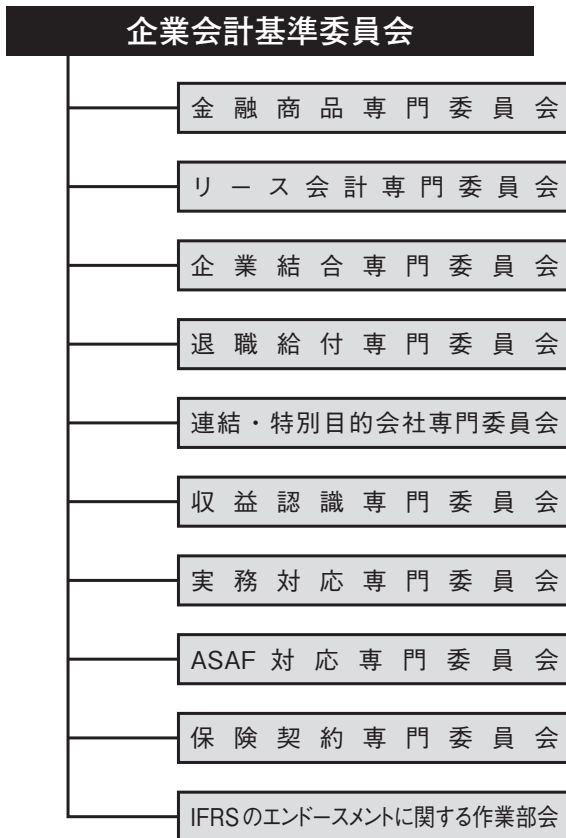 企業会計基準委員会
金融商品専門委員会
リース会計専門委員会
企業結合専門委員会
退職給付専門委員会
連結・特別目的会社専門委員会
収益認識専門委員会
実務対応専門委員会
ASAF対応専門委員会
保険契約専門委員会
IFRSのエンドースメントに関する作業部会